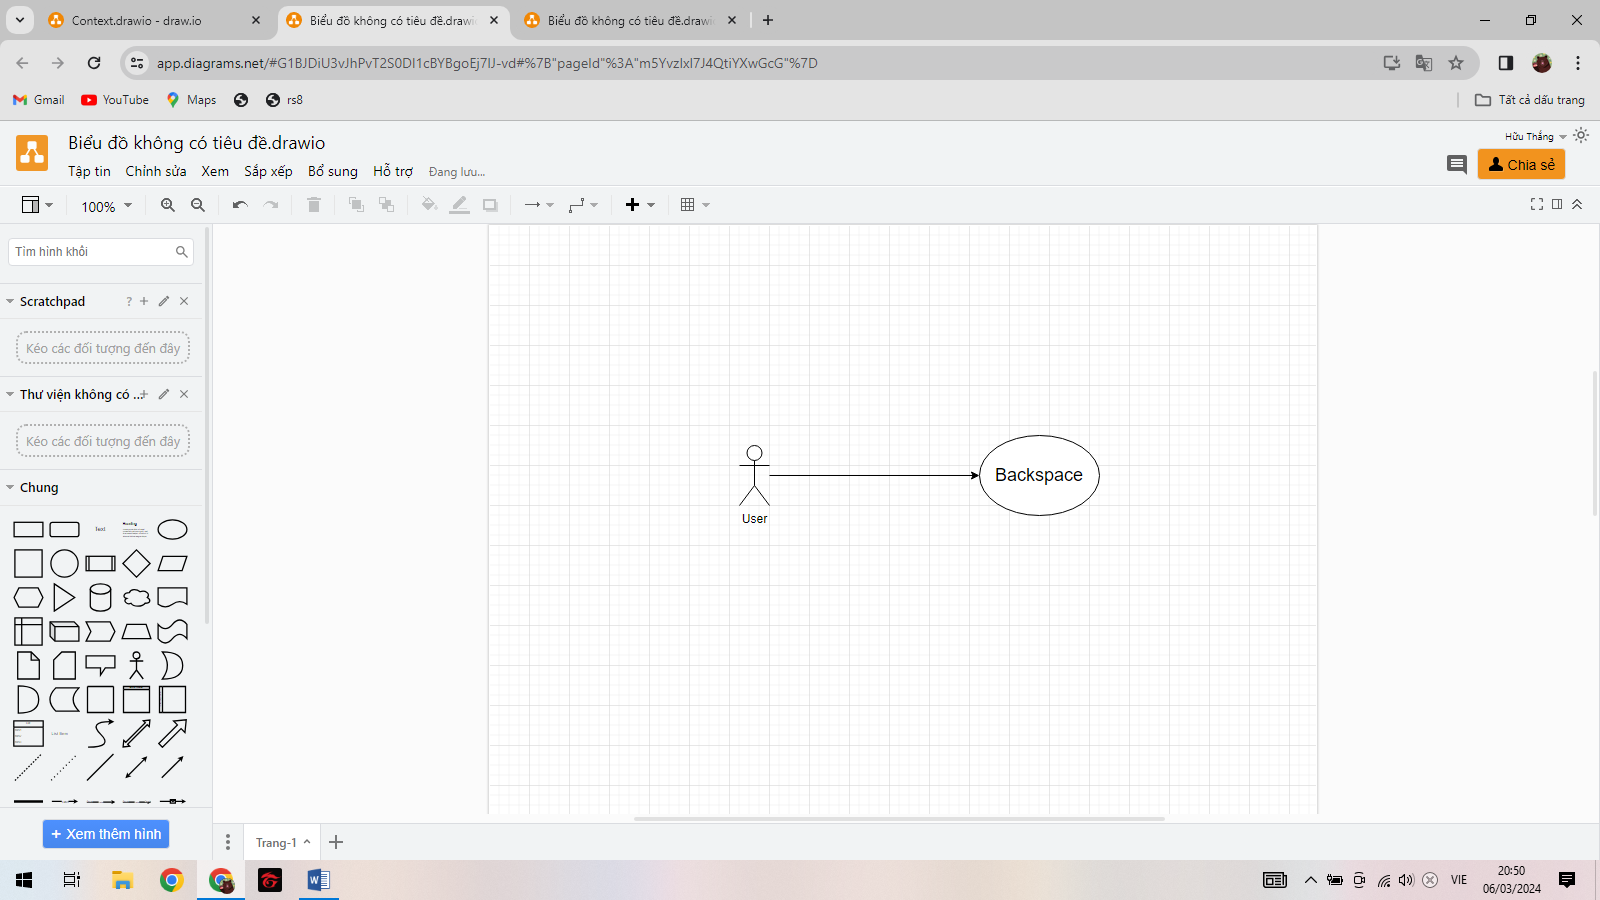 Context.drawio - draw.io
Biểu đồ không có tiêu đề.drawio
Biểu đồ không có tiêu đề.drawio
app.diagrams.net/#G1BJDiU3vJhPvT2S0DI1cBYBgoEj7IJ-vd#%7B"pageId"%3A"m5YvzIxI7J4QtiYXwGcG"%7D
Gmail
YouTube
Maps
rs8
Tất cả dấu trang
Biểu đồ không có tiêu đề.drawio
Hữu Thắng
Tập tin
Chỉnh sửa
Xem
Sắp xếp
Bổ sung
Hỗ trợ
Đang lưu...
Chia sẻ
100%
Tìm hình khối
Scratchpad
?
Kéo các đối tượng đến đây
Thư viện không có ...
Kéo các đối tượng đến đây
Chung
Text
Heading
User
Backspace
+ Xem thêm hình
Trang-1
VIE
20:50
06/03/2024